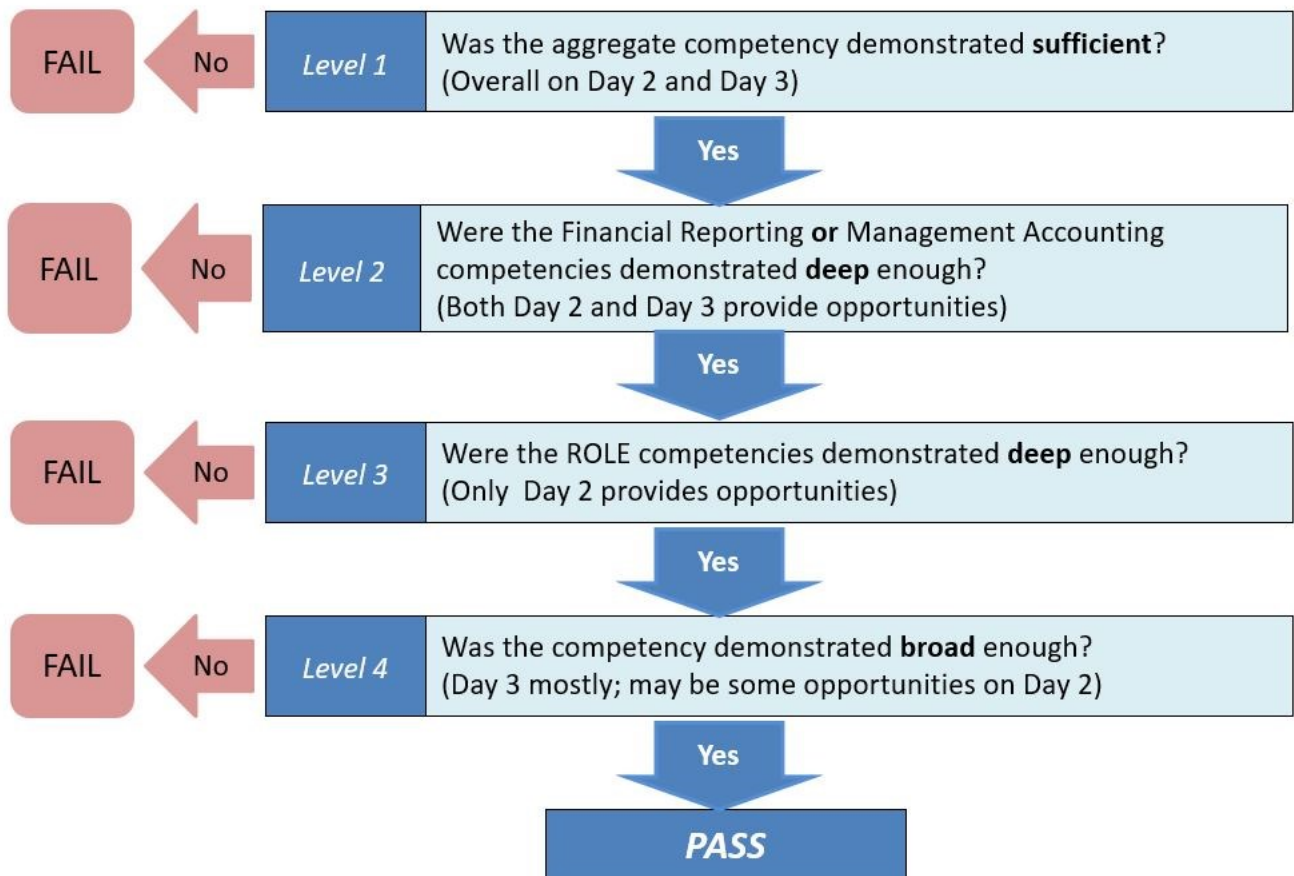 FAIL
No
Level 1
Was the aggregate competency demonstrated sufficient?
(Overall on Day 2 and Day 3)
Yes
FAIL
No
Level 2
Were the Financial Reporting or Management Accounting
competencies demonstrated deep enough?
(Both Day 2 and Day 3 provide opportunities)
Yes
FAIL
No
Level 3
Were the ROLE competencies demonstrated deep enough?
(Only Day 2 provides opportunities)
Yes
FAIL
No
Level 4
Was the competency demonstrated broad enough?
(Day 3 mostly; may be some opportunities on Day 2)
Yes
PASS